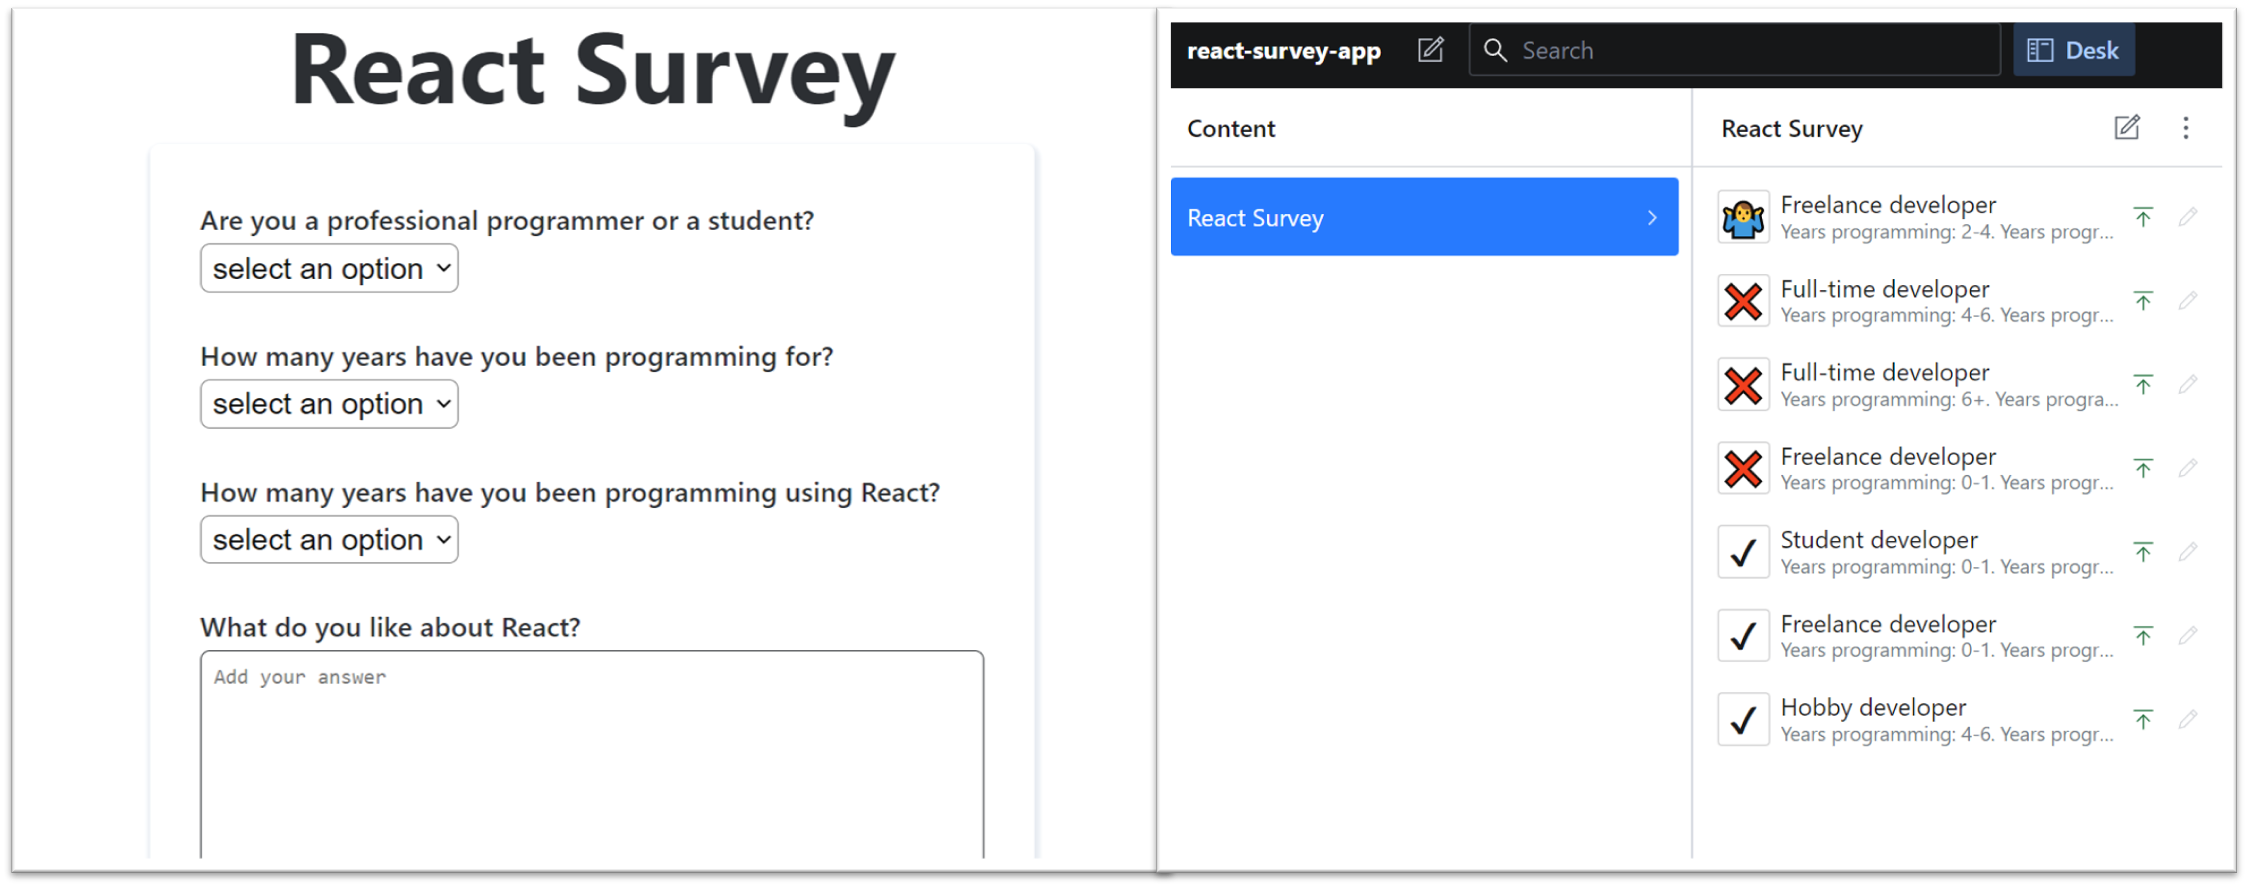 React Survey
Are you a professional programmer or a student?
select an option
How many years have you been programming for?
select an option
How many years have you been programming using React?
select an option
What do you like about React?
Add your answer
react-survey-app
Search
Desk
Content
React Survey
React Survey
Freelance developer
Years programming: 2-4. Years progr...
Full-time developer
Years programming: 4-6. Years progr...
Full-time developer
Years programming: 6+. Years progra...
Freelance developer
Years programming: 0-1. Years progr...
Student developer
Years programming: 0-1. Years progr...
Freelance developer
Years programming: 0-1. Years progr...
Hobby developer
Years programming: 4-6. Years progr...